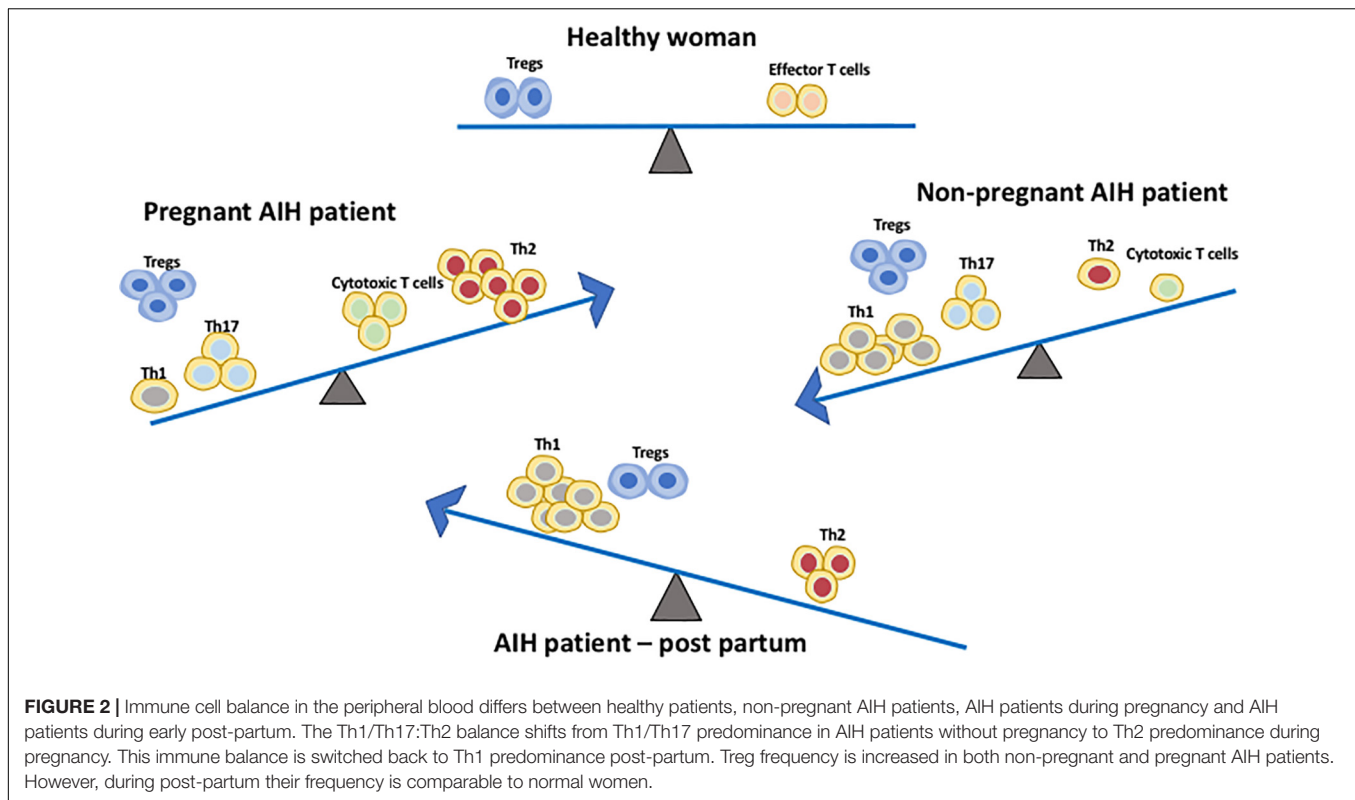 Healthy woman
Tregs
Effector T cells
Pregnant AIH patient
Tregs
Th17
Th1
Cytotoxic T cells
Th2
Non-pregnant AIH patient
Tregs
Th17
Th1
Th2
Cytotoxic T cells
Th1
Tregs
Th2
AIH patient – post partum
FIGURE 2 | Immune cell balance in the peripheral blood differs between healthy patients, non-pregnant AIH patients, AIH patients during pregnancy and AIH
patients during early post-partum. The Th1/Th17:Th2 balance shifts from Th1/Th17 predominance in AIH patients without pregnancy to Th2 predominance during
pregnancy. This immune balance is switched back to Th1 predominance post-partum. Treg frequency is increased in both non-pregnant and pregnant AIH patients.
However, during post-partum their frequency is comparable to normal women.